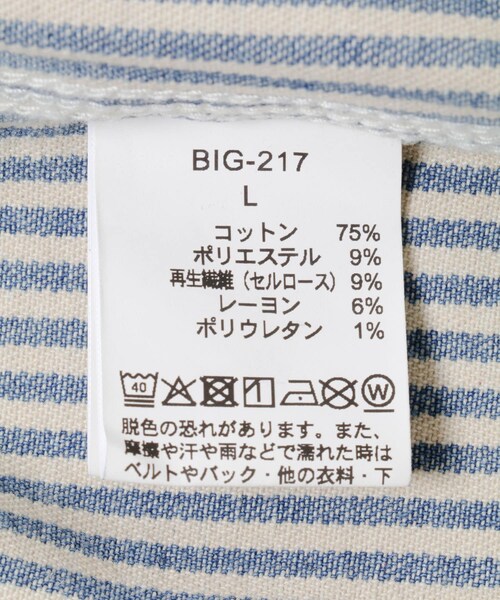 BIG-217
L
コットン 75%
ポリエステル 9%
再生繊維（セルロース） 9%
レーヨン 6%
ポリウレタン 1%
40 W
脱色の恐れがあります。また、
摩擦や汗や雨などで濡れた時は
ベルトやバック・他の衣料・下